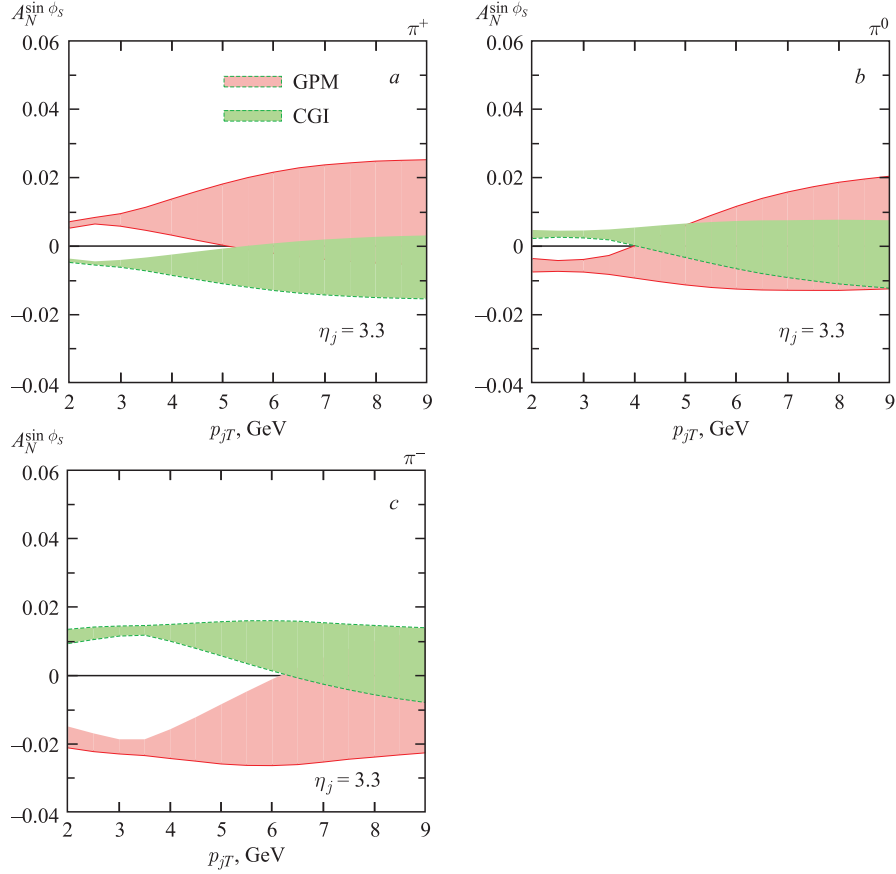 A_N^{sin ϕ_S}
π⁺
0.06
0.04
0.02
0
–0.02
–0.04
a
GPM
CGI
η_j = 3.3
2 3 4 5 6 7 8 9
p_{jT}, GeV
A_N^{sin ϕ_S}
π⁰
0.06
0.04
0.02
0
–0.02
–0.04
b
η_j = 3.3
2 3 4 5 6 7 8 9
p_{jT}, GeV
A_N^{sin ϕ_S}
π⁻
0.06
0.04
0.02
0
–0.02
–0.04
c
η_j = 3.3
2 3 4 5 6 7 8 9
p_{jT}, GeV